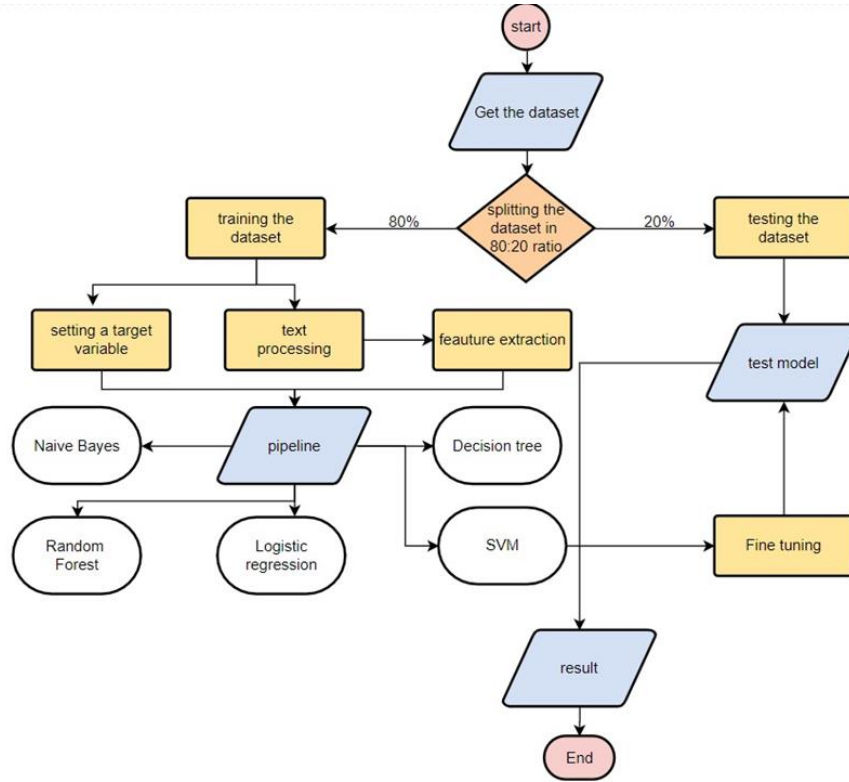 start
Get the dataset
splitting the
dataset in
80:20 ratio
80%
20%
training the
dataset
testing the
dataset
setting a target
variable
text
processing
feauture extraction
test model
Naive Bayes
pipeline
Decision tree
Random
Forest
Logistic
regression
SVM
Fine tuning
result
End